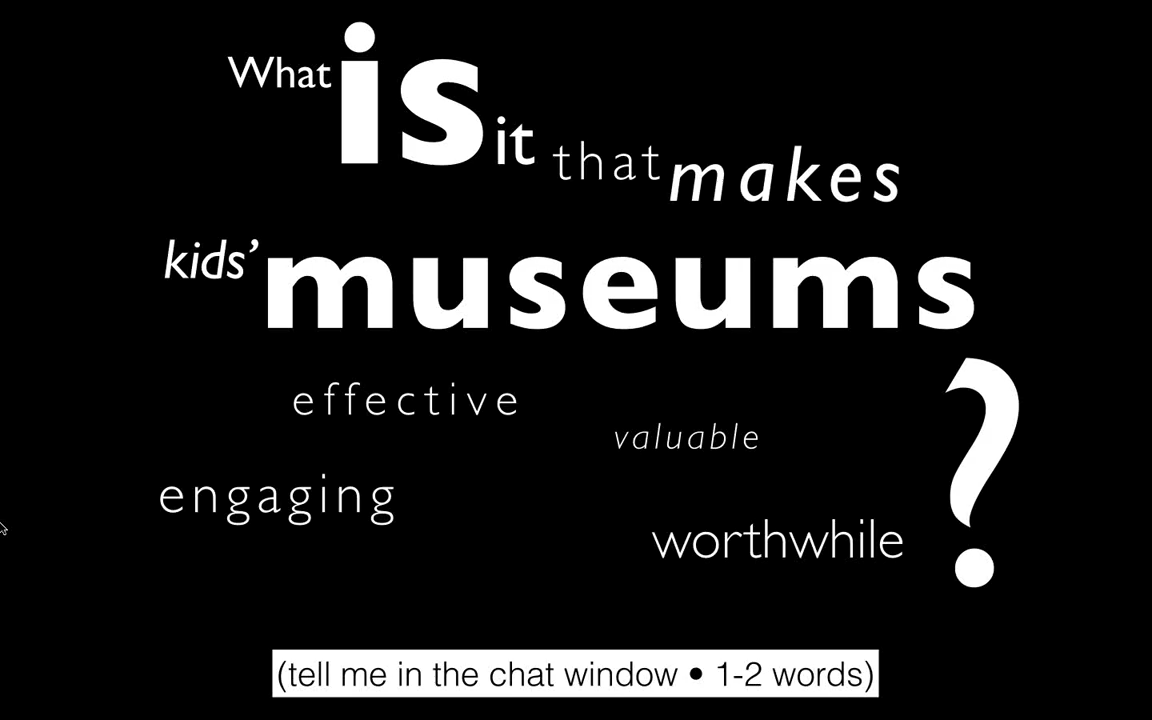 What is it that makes
kids’ museums
effective
valuable
engaging
worthwhile ?
(tell me in the chat window • 1-2 words)